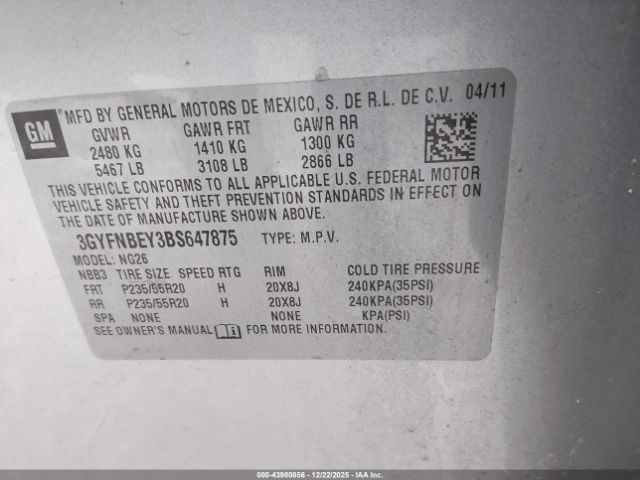 GM
MFD BY GENERAL MOTORS DE MEXICO, S. DE R.L. DE C.V. 04/11
GVWR GAWR FRT GAWR RR
2480 KG 1410 KG 1300 KG
5467 LB 3108 LB 2866 LB
THIS VEHICLE CONFORMS TO ALL APPLICABLE U.S. FEDERAL MOTOR
VEHICLE SAFETY AND THEFT PREVENTION STANDARDS IN EFFECT ON
THE DATE OF MANUFACTURE SHOWN ABOVE.
3GYFNBEY3BS647875 TYPE: M.P.V.
MODEL: NG26
NBB3 TIRE SIZE SPEED RTG RIM COLD TIRE PRESSURE
FRT P235/55R20 H 20X8J 240KPA(35PSI)
RR P235/55R20 H 20X8J 240KPA(35PSI)
SPA NONE NONE KPA(PSI)
SEE OWNER'S MANUAL FOR MORE INFORMATION.
000-43980856 - 12/22/2025 - IAA Inc.